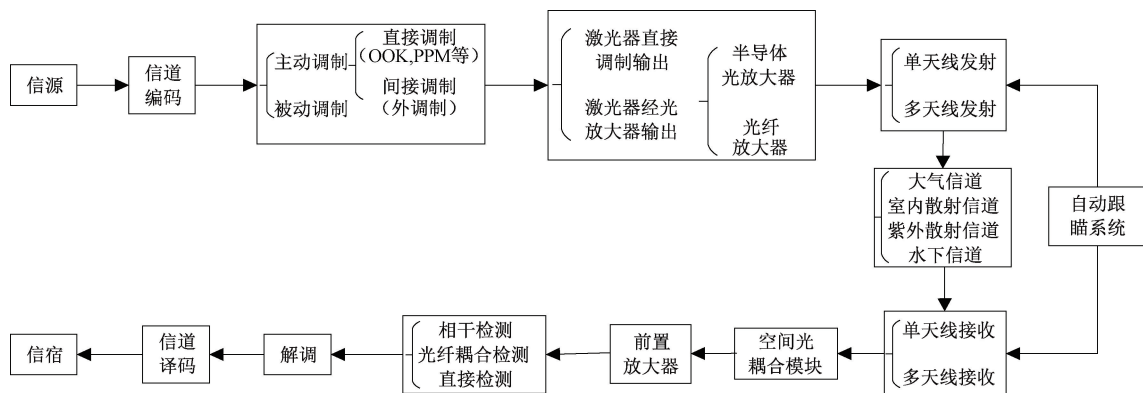 信源
信道
编码
主动调制
直接调制
(OOK,PPM等)
间接调制
(外调制)
被动调制
激光器直接
调制输出
激光器经光
放大器输出
半导体
光放大器
光纤
放大器
单天线发射
多天线发射
大气信道
室内散射信道
紫外散射信道
水下信道
自动跟
瞄系统
单天线接收
多天线接收
空间光
耦合模块
前置
放大器
相干检测
光纤耦合检测
直接检测
解调
信道
译码
信宿